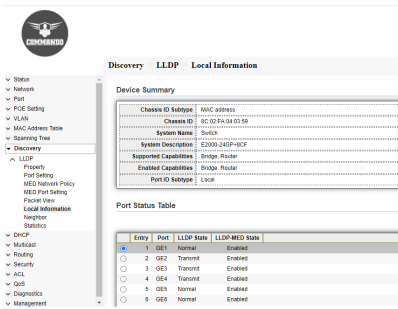 COMMANDO
Discovery LLDP Local Information
Status
Network
Port
POE Setting
VLAN
MAC Address Table
Spanning Tree
Discovery
LLDP
Property
Port Setting
MED Network Policy
MED Port Setting
Packet View
Local Information
Neighbor
Statistics
DHCP
Multicast
Routing
Security
ACL
QoS
Diagnostics
Management
Device Summary
Chassis ID Subtype MAC address
Chassis ID 8C:02:FA:04:03:59
System Name Switch
System Description E2000-24GP+8CF
Supported Capabilities Bridge, Router
Enabled Capabilities Bridge, Router
Port ID Subtype Local
Port Status Table
Entry Port LLDP State LLDP-MED State
1 GE1 Normal Enabled
2 GE2 Transmit Enabled
3 GE3 Transmit Enabled
4 GE4 Transmit Enabled
5 GE5 Normal Enabled
6 GE6 Normal Enabled